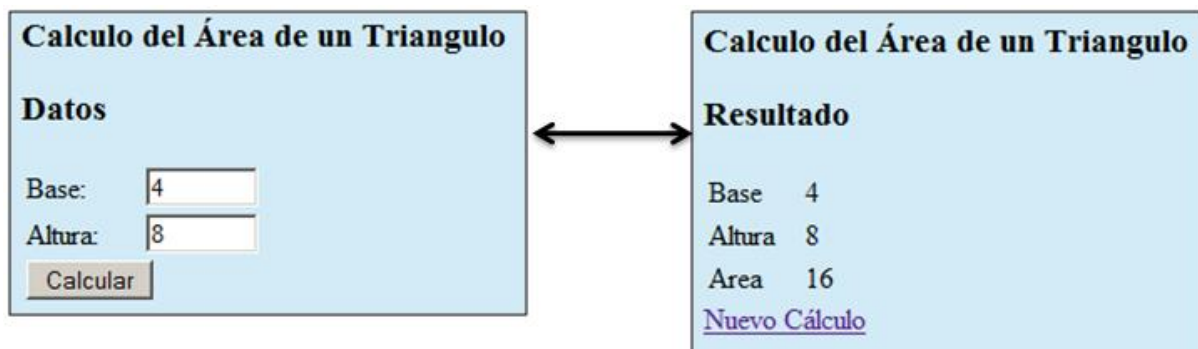 Calculo del Área de un Triangulo
Datos
Base: 4
Altura: 8
Calcular
Calculo del Área de un Triangulo
Resultado
Base 4
Altura 8
Area 16
Nuevo Cálculo